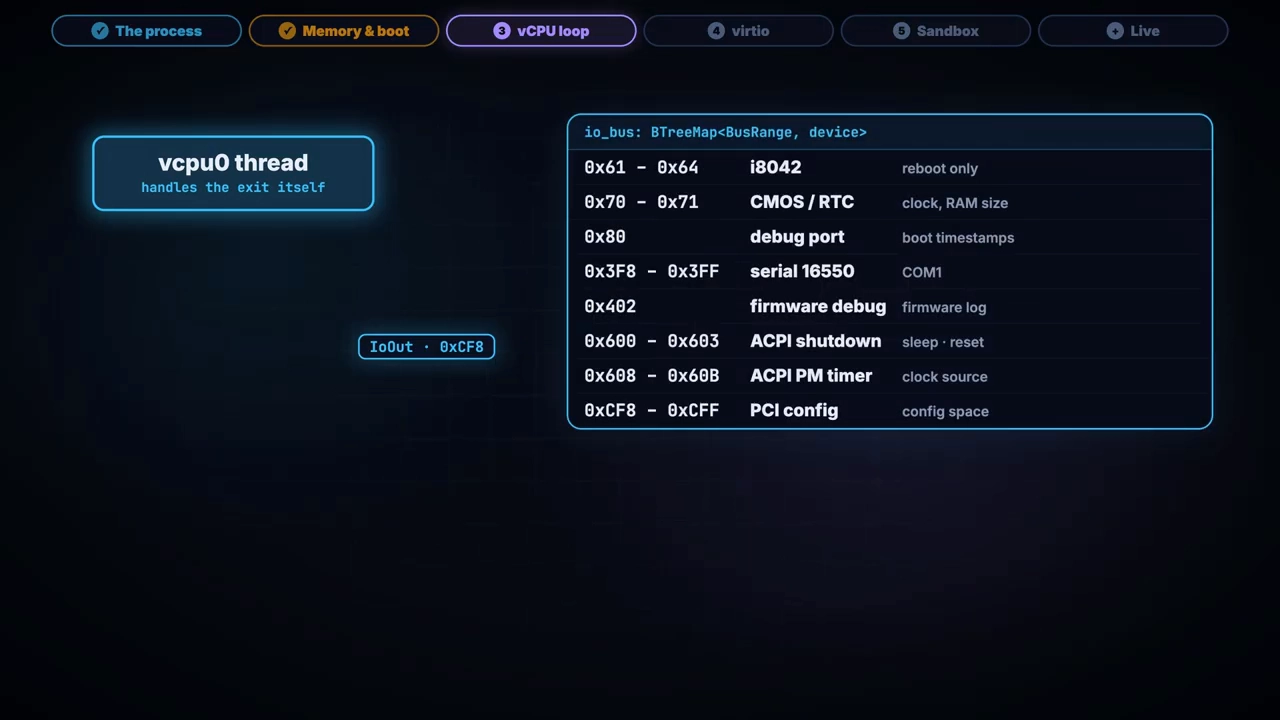 ✓ The process
✓ Memory & boot
3 vCPU loop
4 virtio
5 Sandbox
Live
vcpu0 thread
handles the exit itself
IoOut · 0xCF8
io_bus: BTreeMap<BusRange, device>
0x61 – 0x64 i8042 reboot only
0x70 – 0x71 CMOS / RTC clock, RAM size
0x80 debug port boot timestamps
0x3F8 – 0x3FF serial 16550 COM1
0x402 firmware debug firmware log
0x600 – 0x603 ACPI shutdown sleep · reset
0x608 – 0x60B ACPI PM timer clock source
0xCF8 – 0xCFF PCI config config space